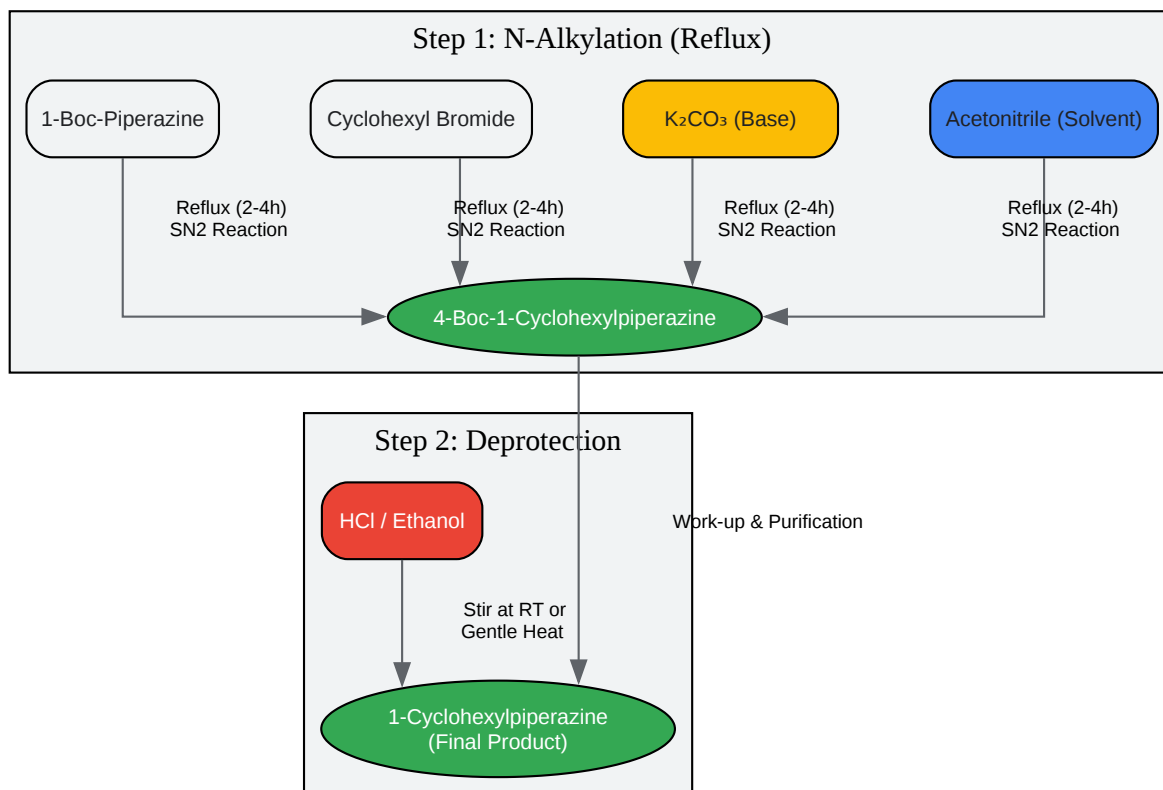 Step 1: N-Alkylation (Reflux)
1-Boc-Piperazine
Cyclohexyl Bromide
K₂CO₃ (Base)
Acetonitrile (Solvent)
Reflux (2-4h)
SN2 Reaction
Reflux (2-4h)
SN2 Reaction
Reflux (2-4h)
SN2 Reaction
Reflux (2-4h)
SN2 Reaction
4-Boc-1-Cyclohexylpiperazine
Step 2: Deprotection
HCl / Ethanol
Work-up & Purification
Stir at RT or
Gentle Heat
1-Cyclohexylpiperazine
(Final Product)